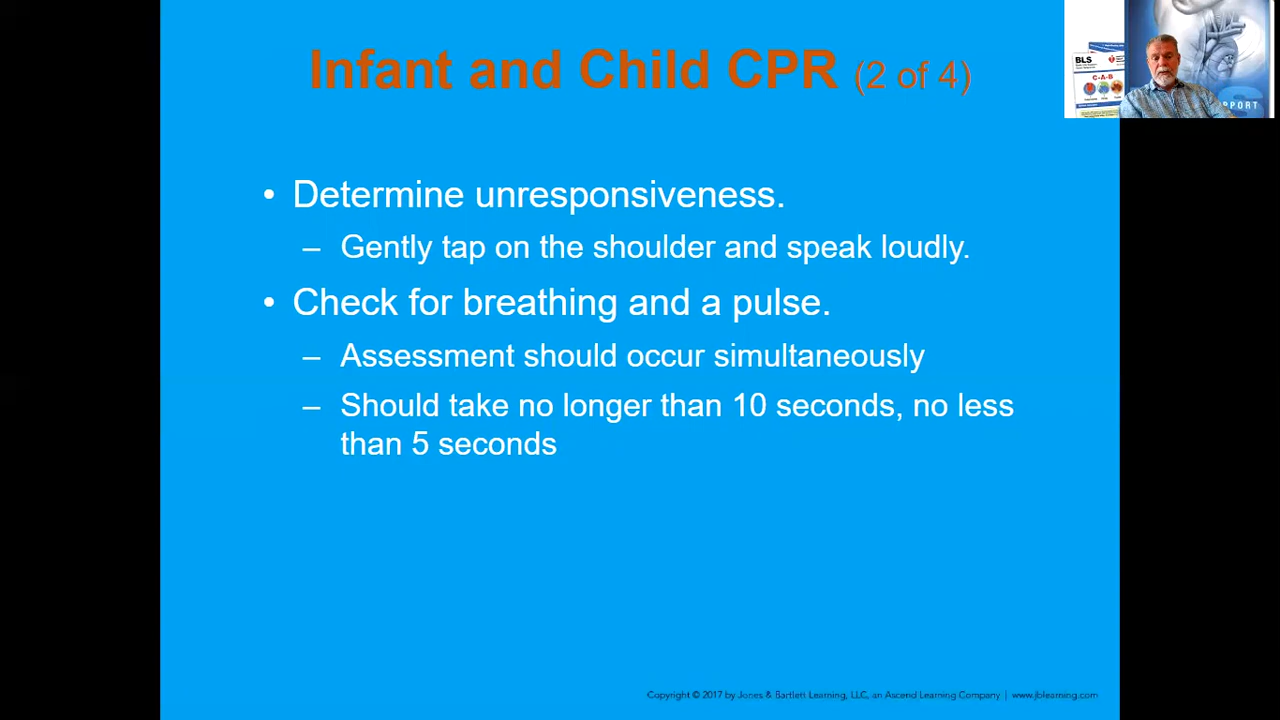 Infant and Child CPR (2 of 4)
BLS
C-A-B
PORT
• Determine unresponsiveness.
– Gently tap on the shoulder and speak loudly.
• Check for breathing and a pulse.
– Assessment should occur simultaneously
– Should take no longer than 10 seconds, no less
than 5 seconds
Copyright © 2017 by Jones & Bartlett Learning, LLC, an Ascend Learning Company | www.jblearning.com